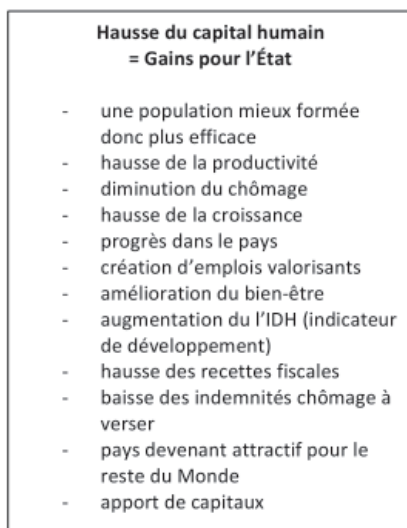 Hausse du capital humain
= Gains pour l'État
- une population mieux formée
donc plus efficace
- hausse de la productivité
- diminution du chômage
- hausse de la croissance
- progrès dans le pays
- création d'emplois valorisants
- amélioration du bien-être
- augmentation du l'IDH (indicateur
de développement)
- hausse des recettes fiscales
- baisse des indemnités chômage à
verser
- pays devenant attractif pour le
reste du Monde
- apport de capitaux